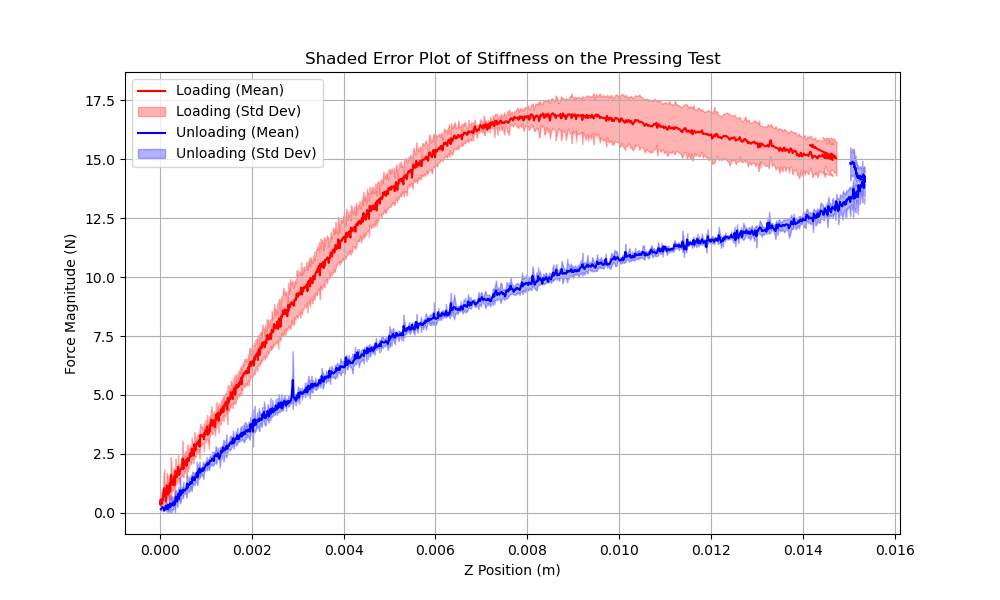 Shaded Error Plot of Stiffness on the Pressing Test
Loading (Mean)
Loading (Std Dev)
Unloading (Mean)
Unloading (Std Dev)
Force Magnitude (N)
17.5
15.0
12.5
10.0
7.5
5.0
2.5
0.0
0.000 0.002 0.004 0.006 0.008 0.010 0.012 0.014 0.016
Z Position (m)